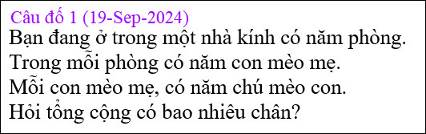 Câu đố 1 (19-Sep-2024)
Bạn đang ở trong một nhà kính có năm phòng.
Trong mỗi phòng có năm con mèo mẹ.
Mỗi con mèo mẹ, có năm chú mèo con.
Hỏi tổng cộng có bao nhiêu chân?